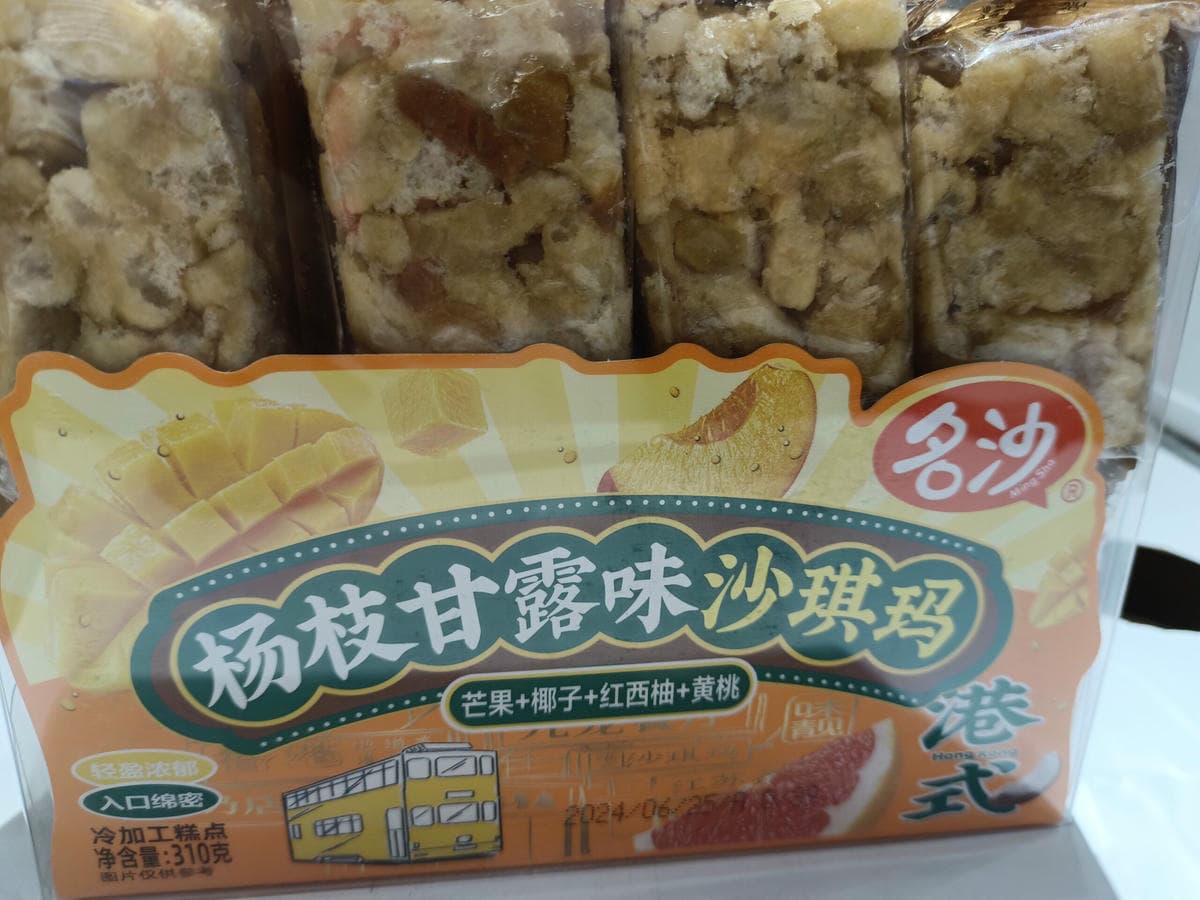 名沙
Ming Sha
®
杨枝甘露味沙琪玛
芒果+椰子+红西柚+黄桃
港式
Hong Kong
轻盈浓郁
入口绵密
冷加工糕点
净含量:310克
图片仅供参考
2024/06/25